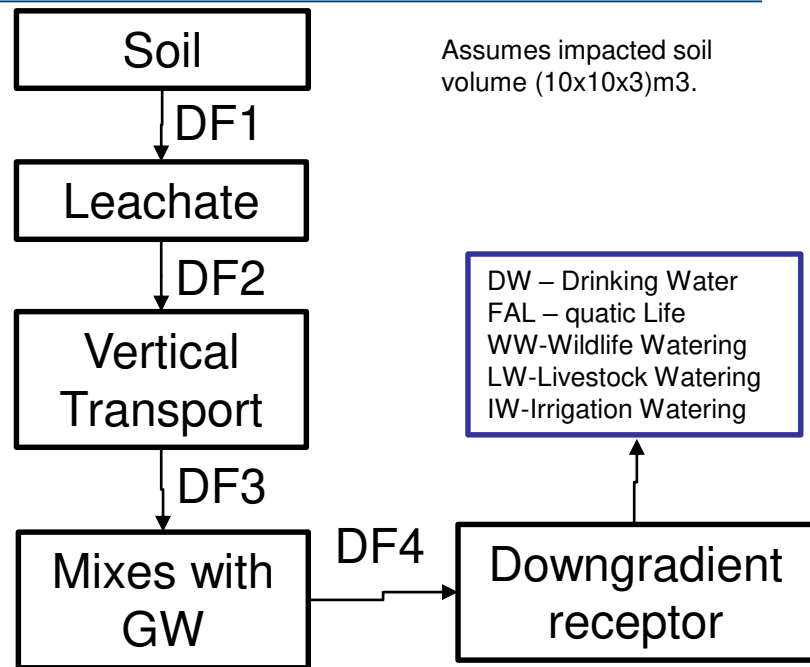 Soil
Assumes impacted soil
volume (10x10x3)m3.
DF1
Leachate
DF2
DW – Drinking Water
FAL – quatic Life
WW-Wildlife Watering
LW-Livestock Watering
IW-Irrigation Watering
Vertical
Transport
DF3
DF4
Mixes with
GW
Downgradient
receptor